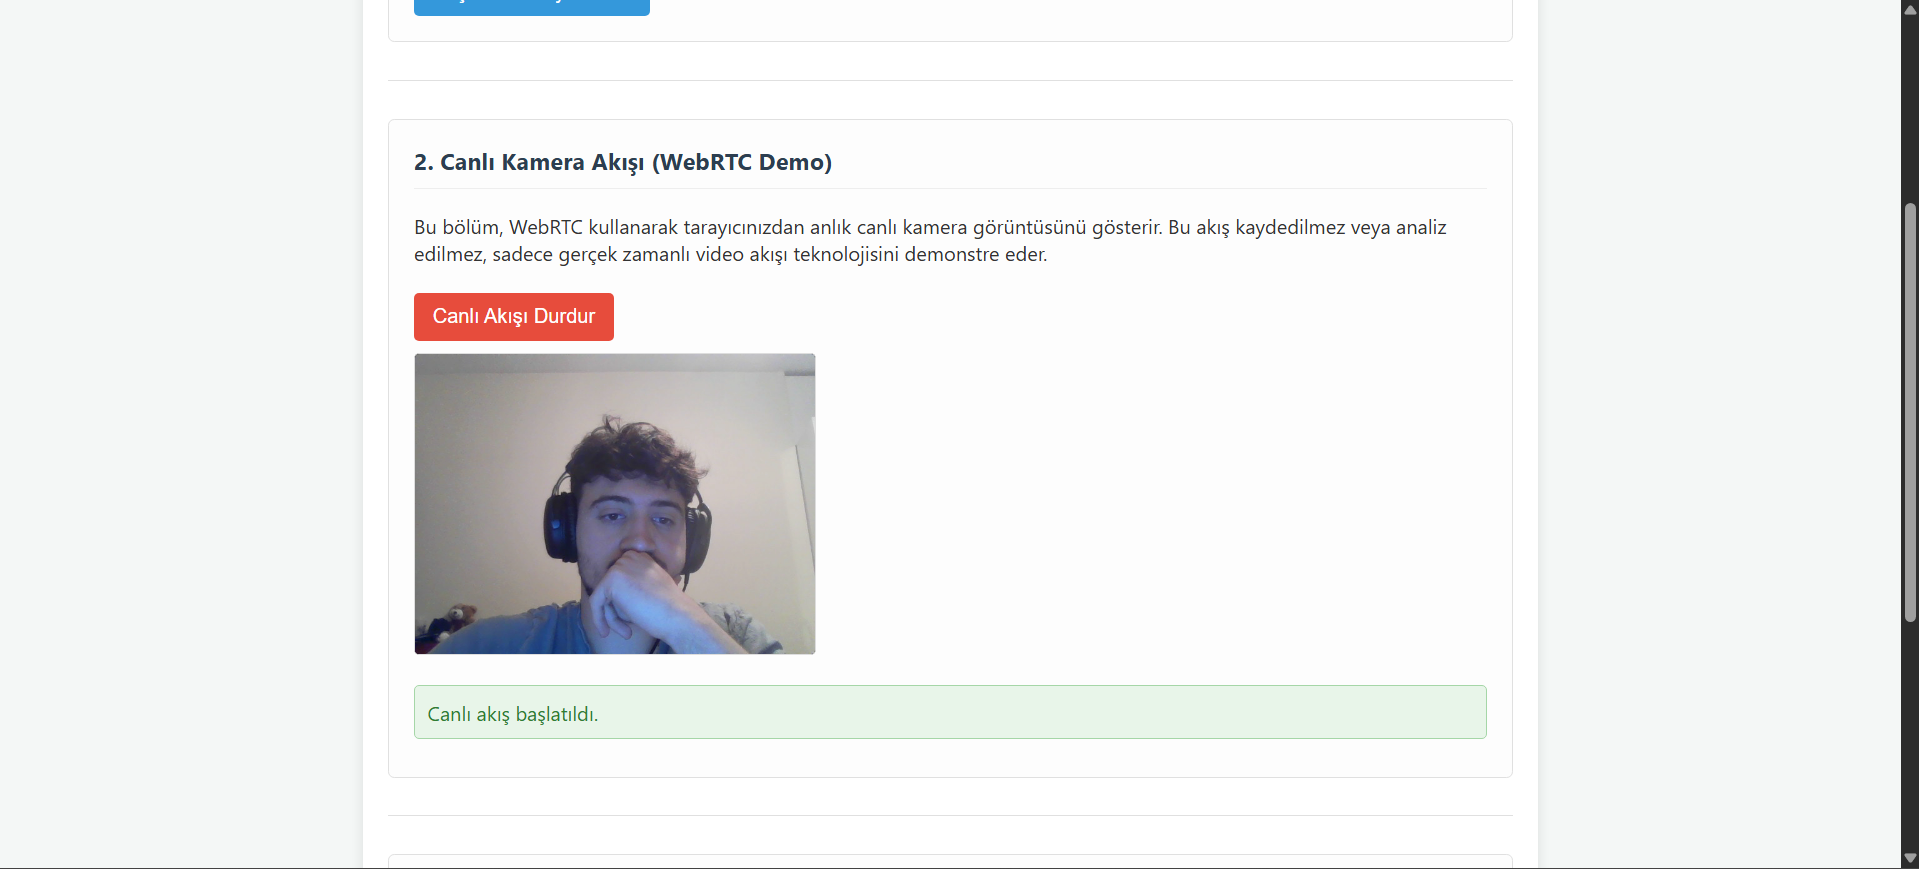 2. Canlı Kamera Akışı (WebRTC Demo)
Bu bölüm, WebRTC kullanarak tarayıcınızdan anlık canlı kamera görüntüsünü gösterir. Bu akış kaydedilmez veya analiz
edilmez, sadece gerçek zamanlı video akışı teknolojisini demonstre eder.
Canlı Akışı Durdur
Canlı akış başlatıldı.